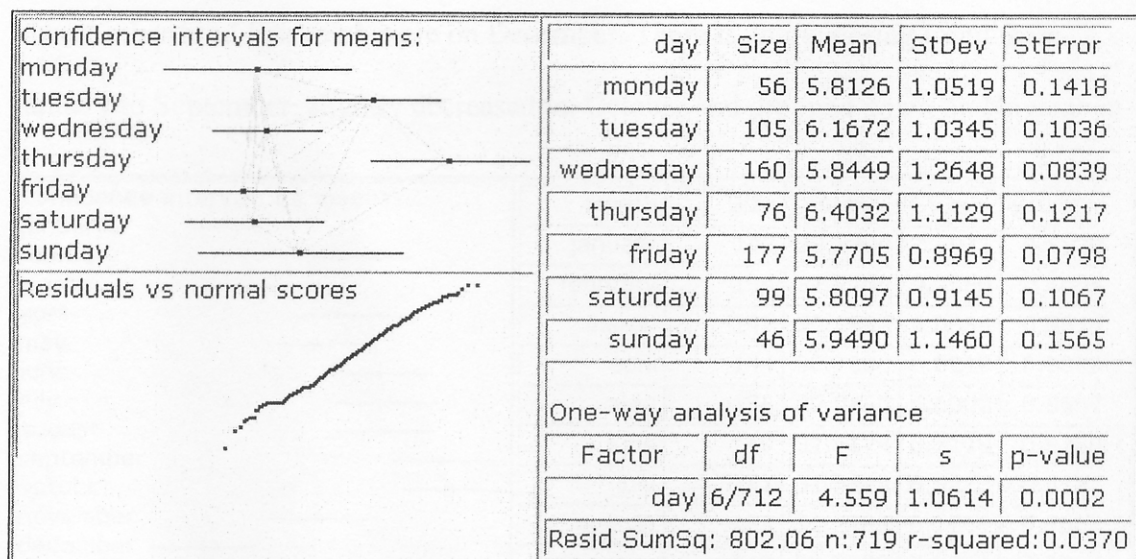 Confidence intervals for means:
monday
tuesday
wednesday
thursday
friday
saturday
sunday
Residuals vs normal scores
day Size Mean StDev StError
monday 56 5.8126 1.0519 0.1418
tuesday 105 6.1672 1.0345 0.1036
wednesday 160 5.8449 1.2648 0.0839
thursday 76 6.4032 1.1129 0.1217
friday 177 5.7705 0.8969 0.0798
saturday 99 5.8097 0.9145 0.1067
sunday 46 5.9490 1.1460 0.1565
One-way analysis of variance
Factor df F s p-value
day 6/712 4.559 1.0614 0.0002
Resid SumSq: 802.06 n:719 r-squared:0.0370